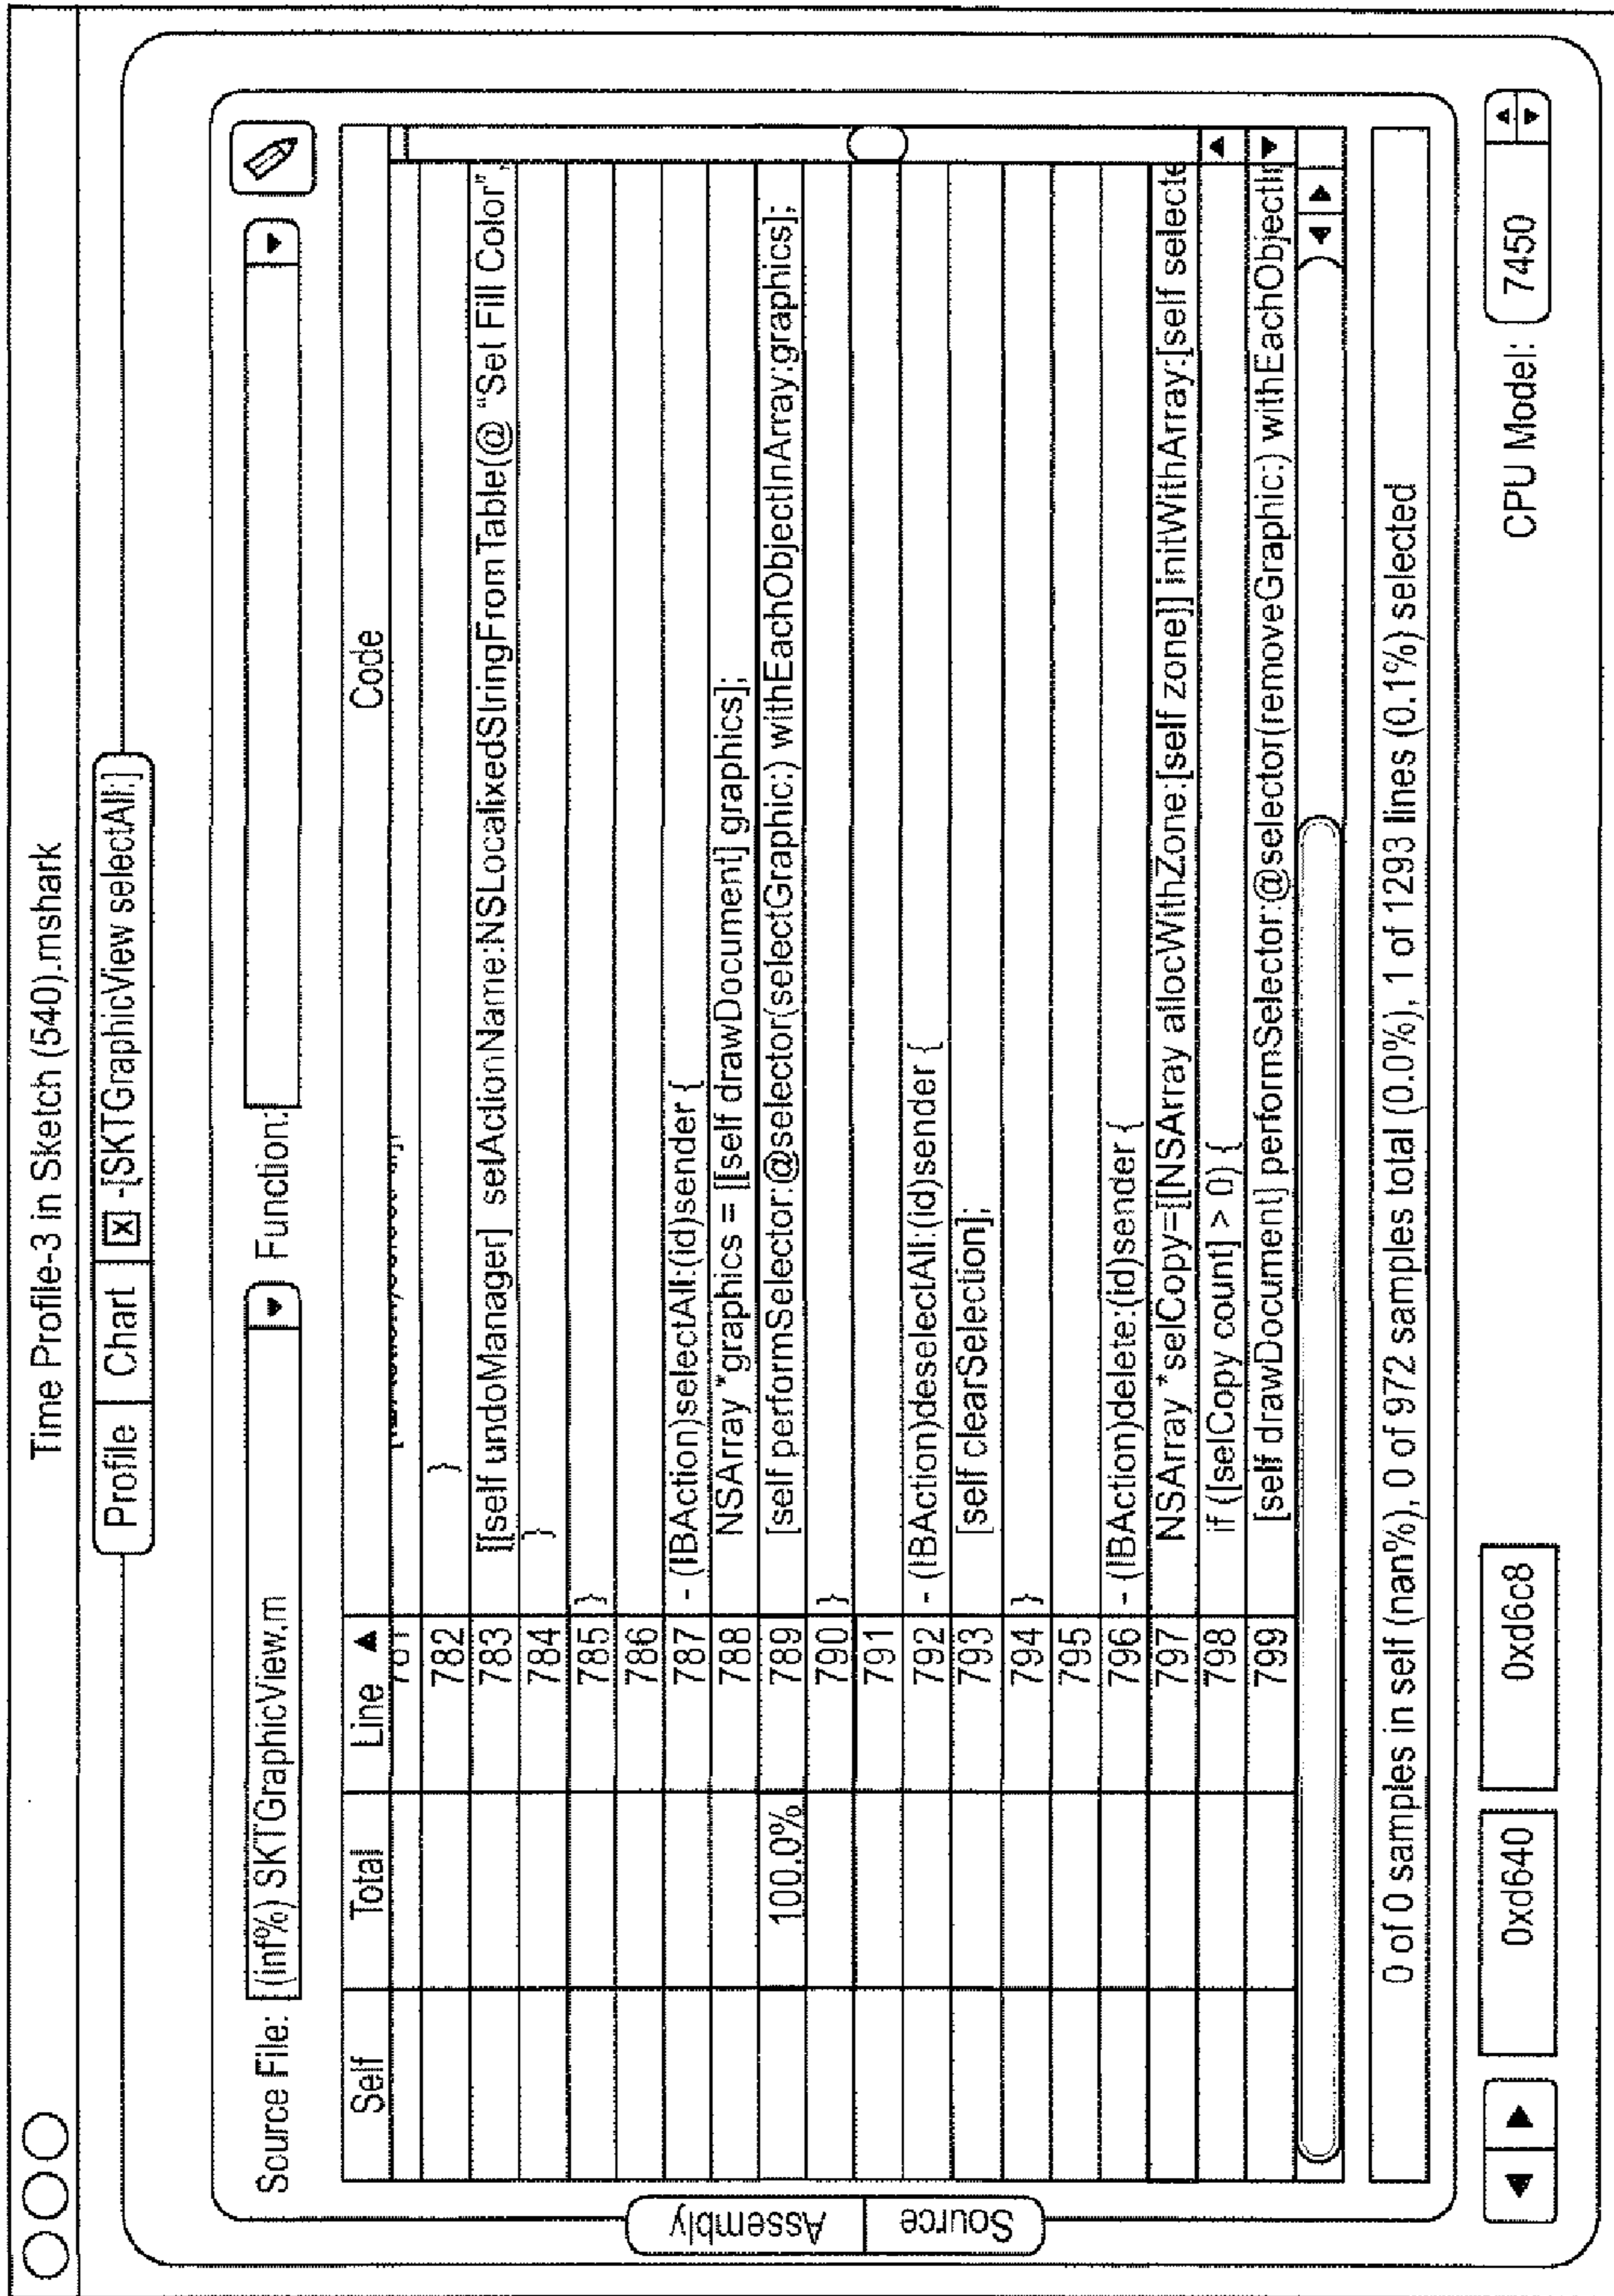 Time Profile-3 in Sketch (540).mshark
Profile Chart -[SKTGraphicView selectAll:]
Source File: (inf%) SKTGraphicView.m Function:
Self Total Line Code
781
782 }
783 [[self undoManager] setActionName:NSLocalixedStringFromTable(@ "Set Fill Color",
784 }
785 }
786
787 - (IBAction)selectAll:(id)sender {
788 NSArray *graphics = [[self drawDocument] graphics];
100.0% 789 [self performSelector:@selector(selectGraphic:) withEachObjectInArray:graphics];
790 }
791
792 - (IBAction)deselectAll:(id)sender {
793 [self clearSelection];
794 }
795
796 - (IBAction)delete:(id)sender {
797 NSArray *selCopy=[[NSArray allocWithZone:[self zone]] initWithArray:[self selecte
798 if ([selCopy count] > 0) {
799 [self drawDocument] performSelector:@selector(removeGraphic:) withEachObjectIn
0 of 0 samples in self (nan%), 0 of 972 samples total (0.0%), 1 of 1293 lines (0.1%) selected
Source
Assembly
0xd640 0xd6c8 CPU Model: 7450